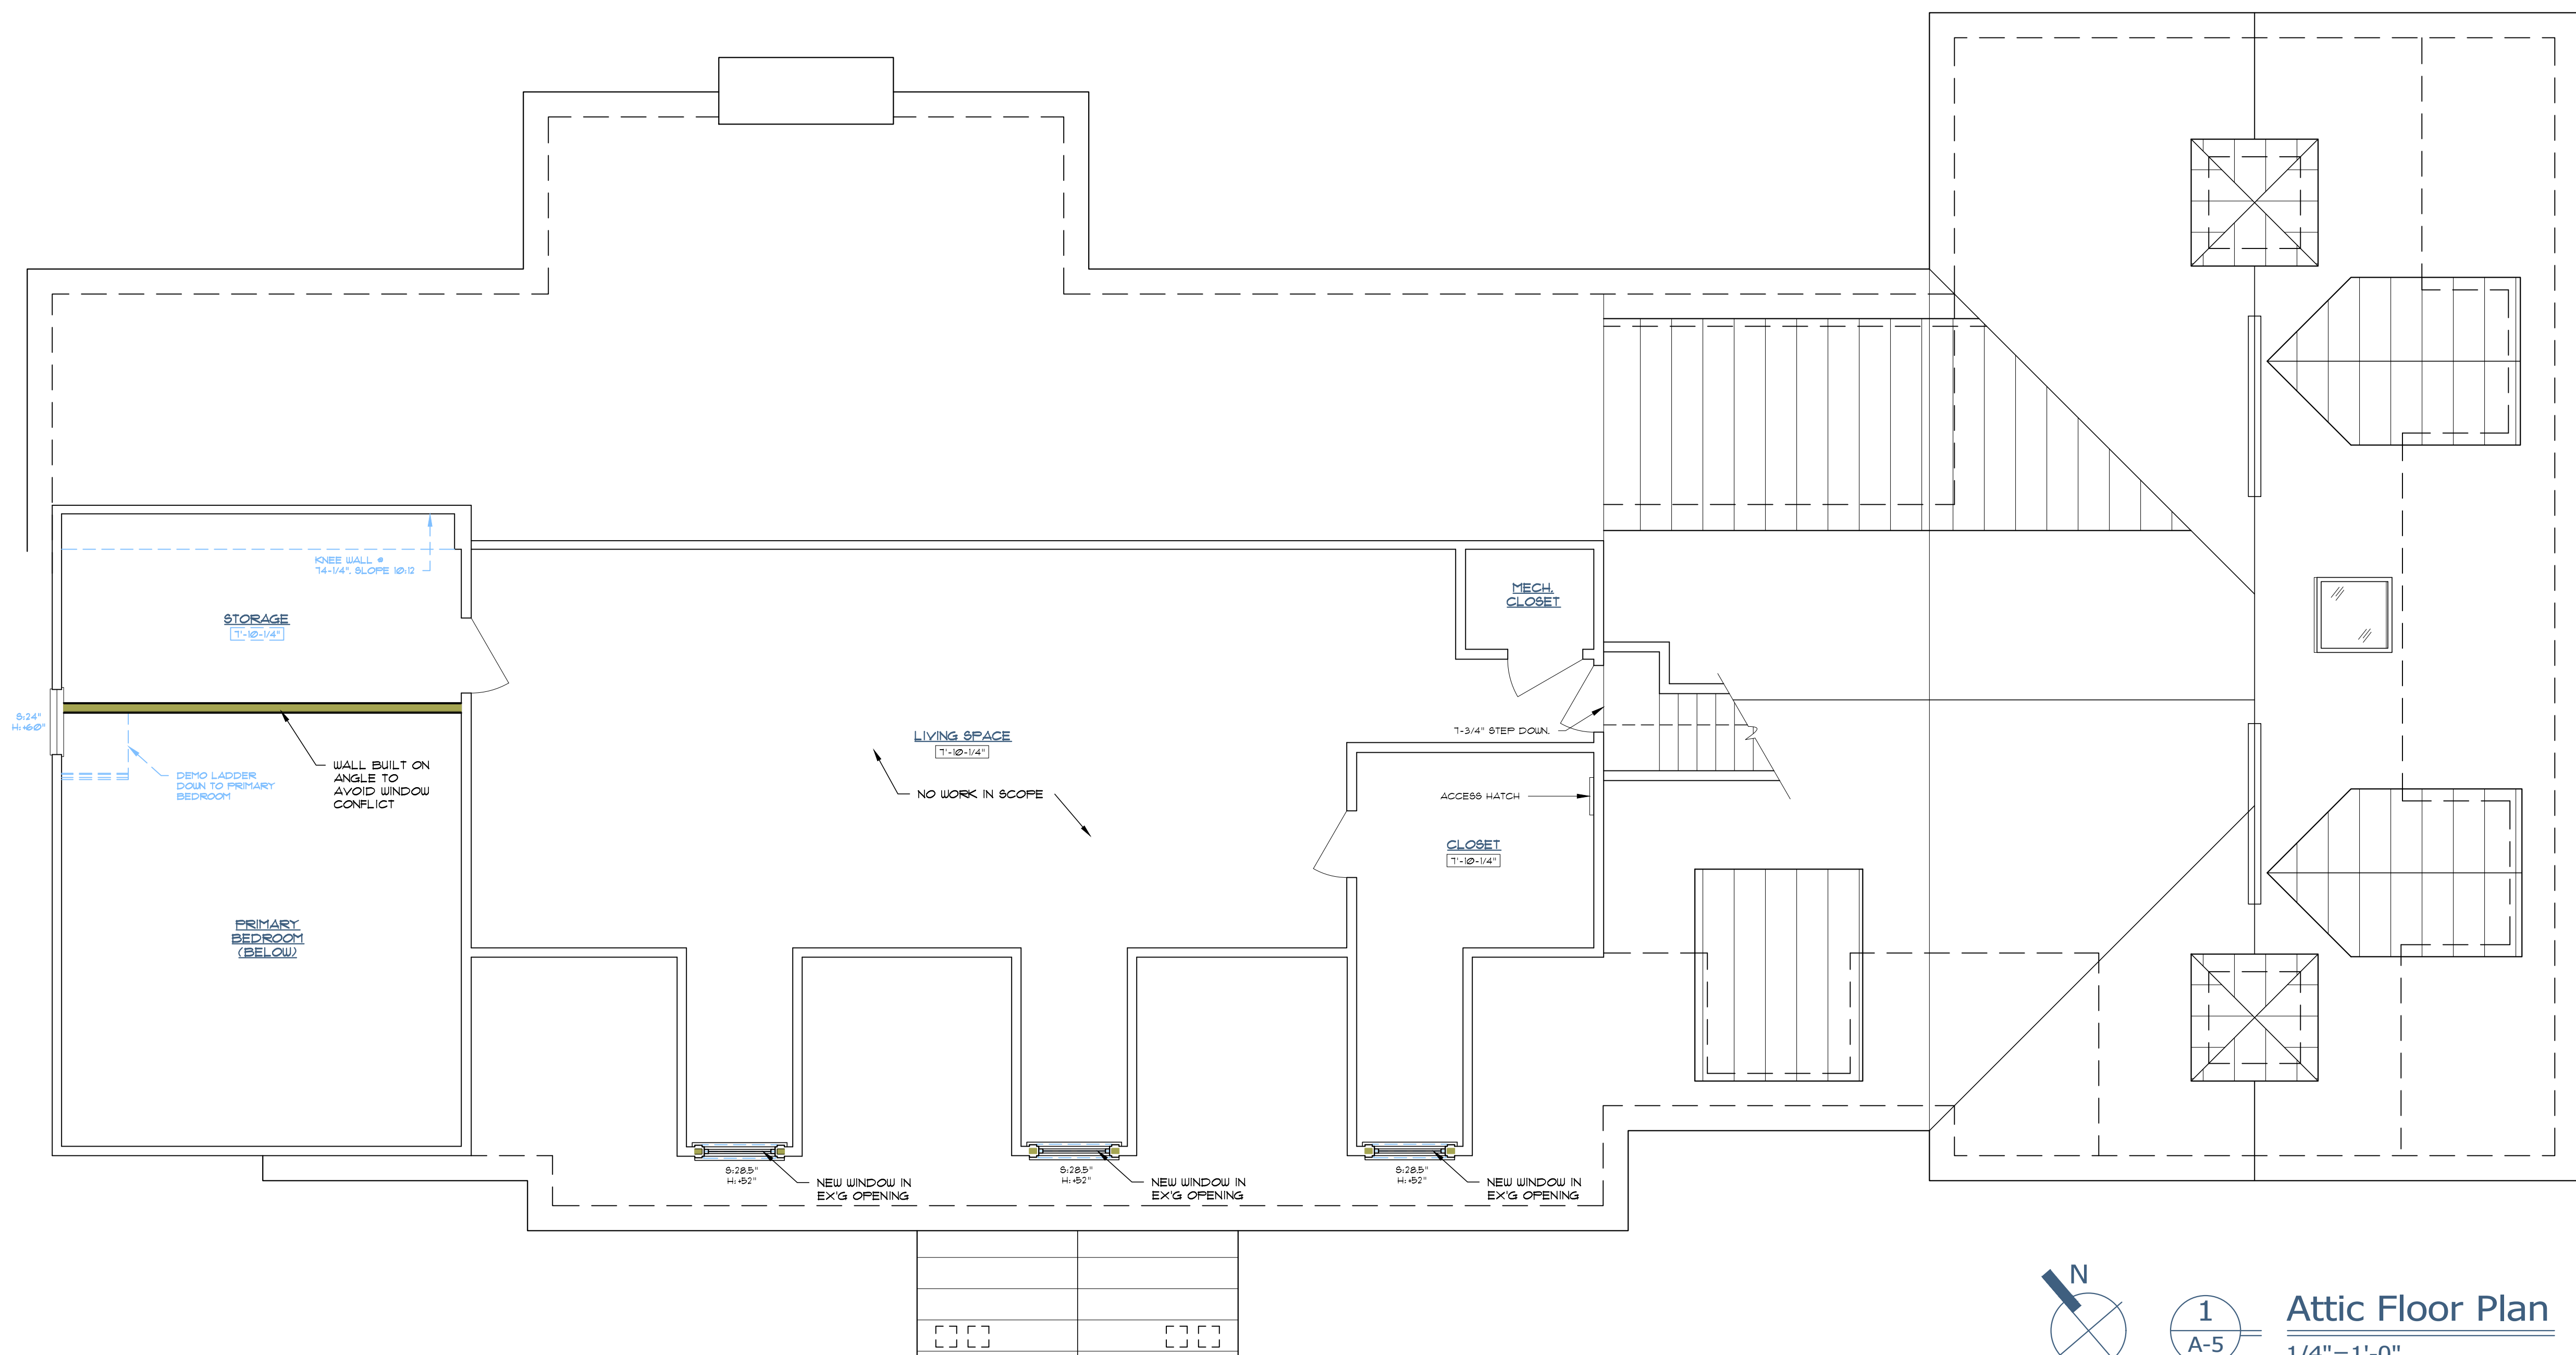 KNEE WALL @
74-1/4", SLOPE 10:12
STORAGE
7'-10-1/4"
MECH.
CLOSET
S:24"
H:+60"
DEMO LADDER
DOWN TO PRIMARY
BEDROOM
WALL BUILT ON
ANGLE TO
AVOID WINDOW
CONFLICT
LIVING SPACE
7'-10-1/4"
NO WORK IN SCOPE
7-3/4" STEP DOWN.
ACCESS HATCH
CLOSET
7'-10-1/4"
PRIMARY
BEDROOM
(BELOW)
S:28.5"
H:+52"
NEW WINDOW IN
EX'G OPENING
S:28.5"
H:+52"
NEW WINDOW IN
EX'G OPENING
S:28.5"
H:+52"
NEW WINDOW IN
EX'G OPENING
N
1
A-5
Attic Floor Plan
1/4"=1'-0"